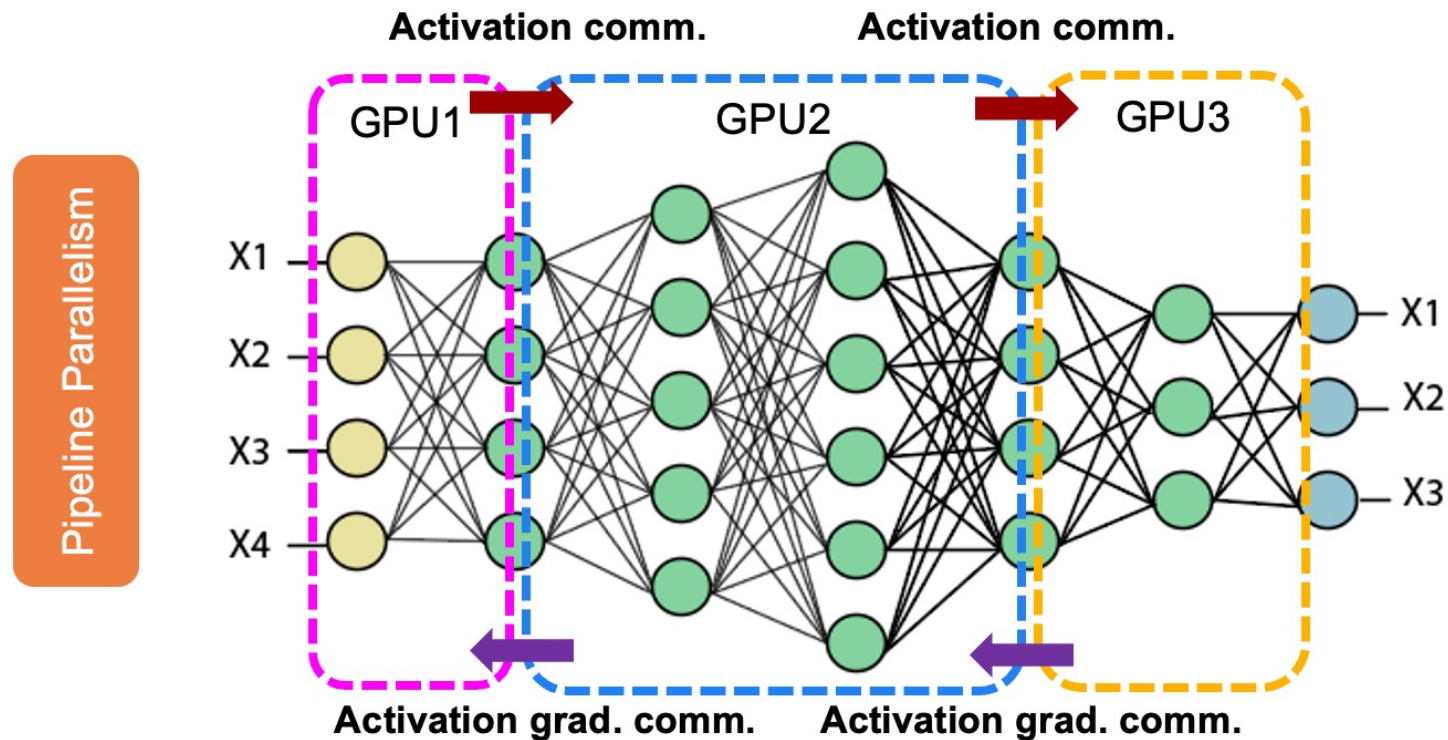 Activation comm.
Activation comm.
GPU1
GPU2
GPU3
Pipeline Parallelism
X1
X2
X3
X4
X1
X2
X3
Activation grad. comm.
Activation grad. comm.